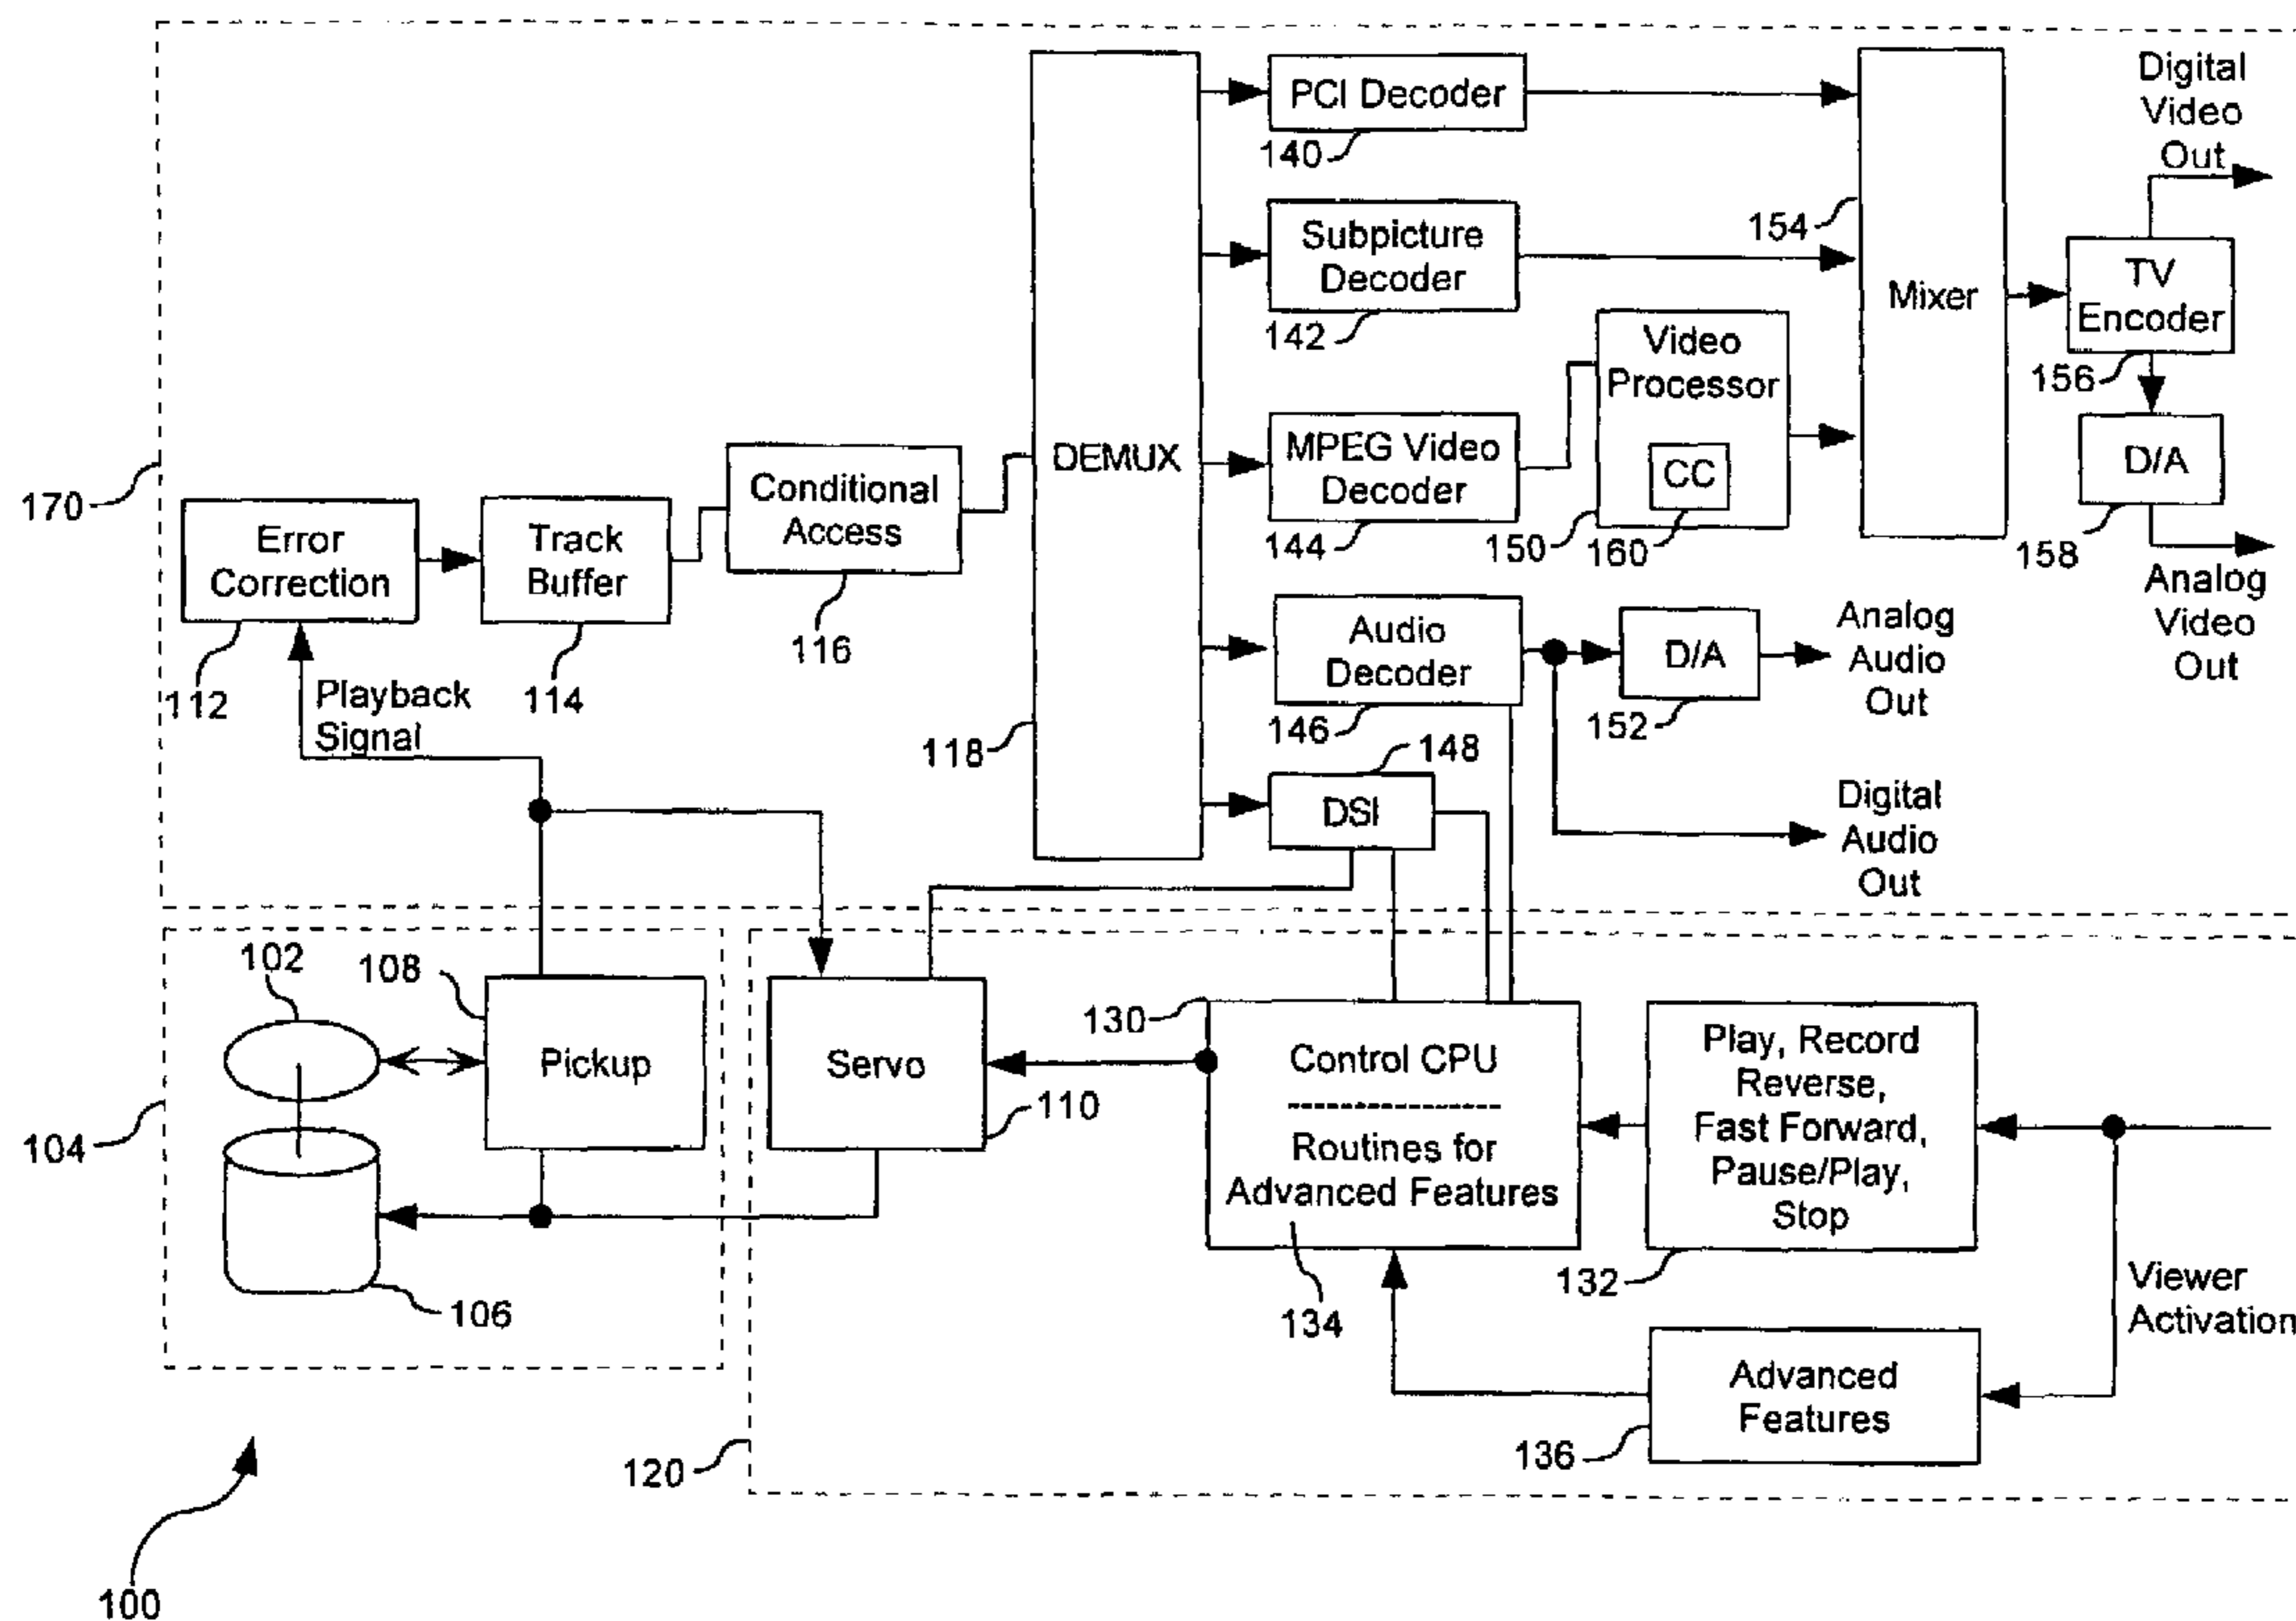 Digital
Video
Out
PCI Decoder
140
Subpicture
Decoder
142
154
Mixer
TV
Encoder
156
Video
Processor
CC
150
160
MPEG Video
Decoder
144
DEMUX
118
D/A
158
Analog
Video
Out
170
Error
Correction
112
Track
Buffer
114
Conditional
Access
116
Playback
Signal
Audio
Decoder
146
D/A
152
Analog
Audio
Out
148
DSI
Digital
Audio
Out
102
108
Pickup
104
106
Servo
110
130
Control CPU
Routines for
Advanced Features
134
Play, Record
Reverse,
Fast Forward,
Pause/Play,
Stop
132
Viewer
Activation
Advanced
Features
136
120
100